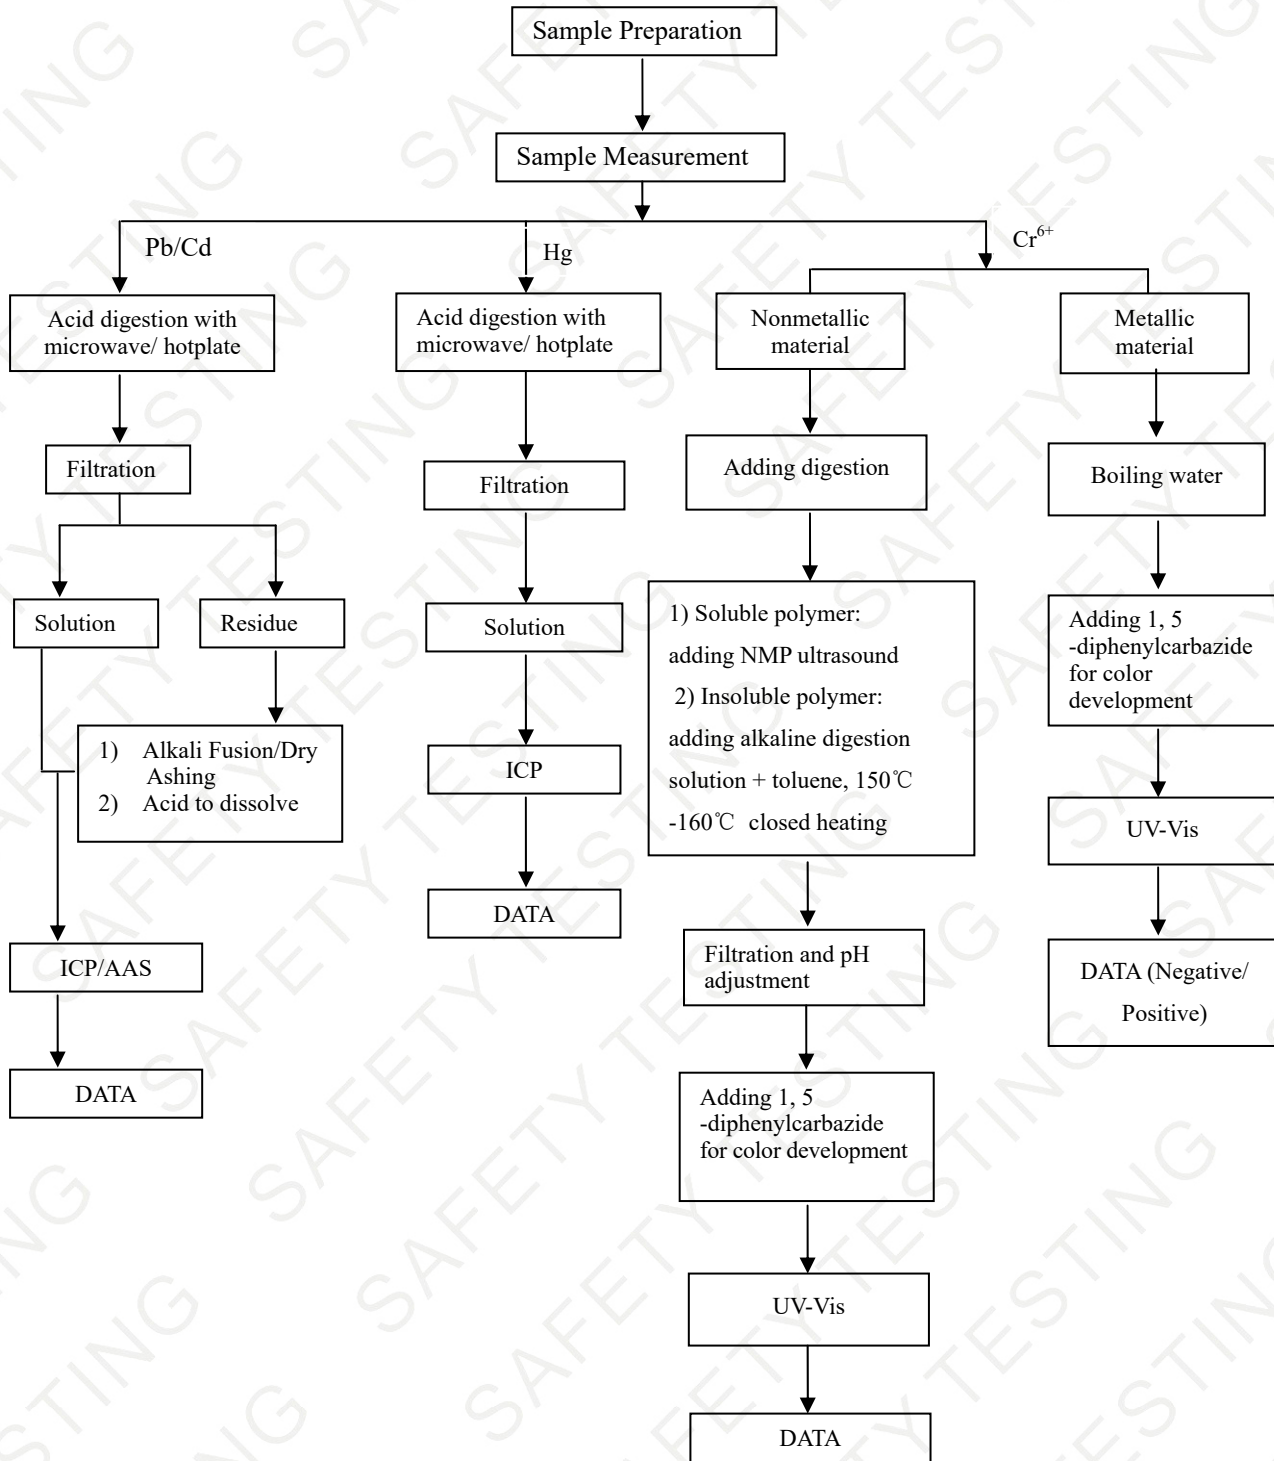 Sample Preparation
Sample Measurement
Pb/Cd
Hg
Cr6+
Acid digestion with
microwave/ hotplate
Filtration
Solution
Residue
1) Alkali Fusion/Dry
Ashing
2) Acid to dissolve
ICP/AAS
DATA
Acid digestion with
microwave/ hotplate
Filtration
Solution
ICP
DATA
Nonmetallic
material
Adding digestion
1) Soluble polymer:
adding NMP ultrasound
2) Insoluble polymer:
adding alkaline digestion
solution + toluene, 150℃
-160℃ closed heating
Filtration and pH
adjustment
Adding 1, 5
-diphenylcarbazide
for color development
UV-Vis
DATA
Metallic
material
Boiling water
Adding 1, 5
-diphenylcarbazide
for color
development
UV-Vis
DATA (Negative/
Positive)
SAFETY TESTING